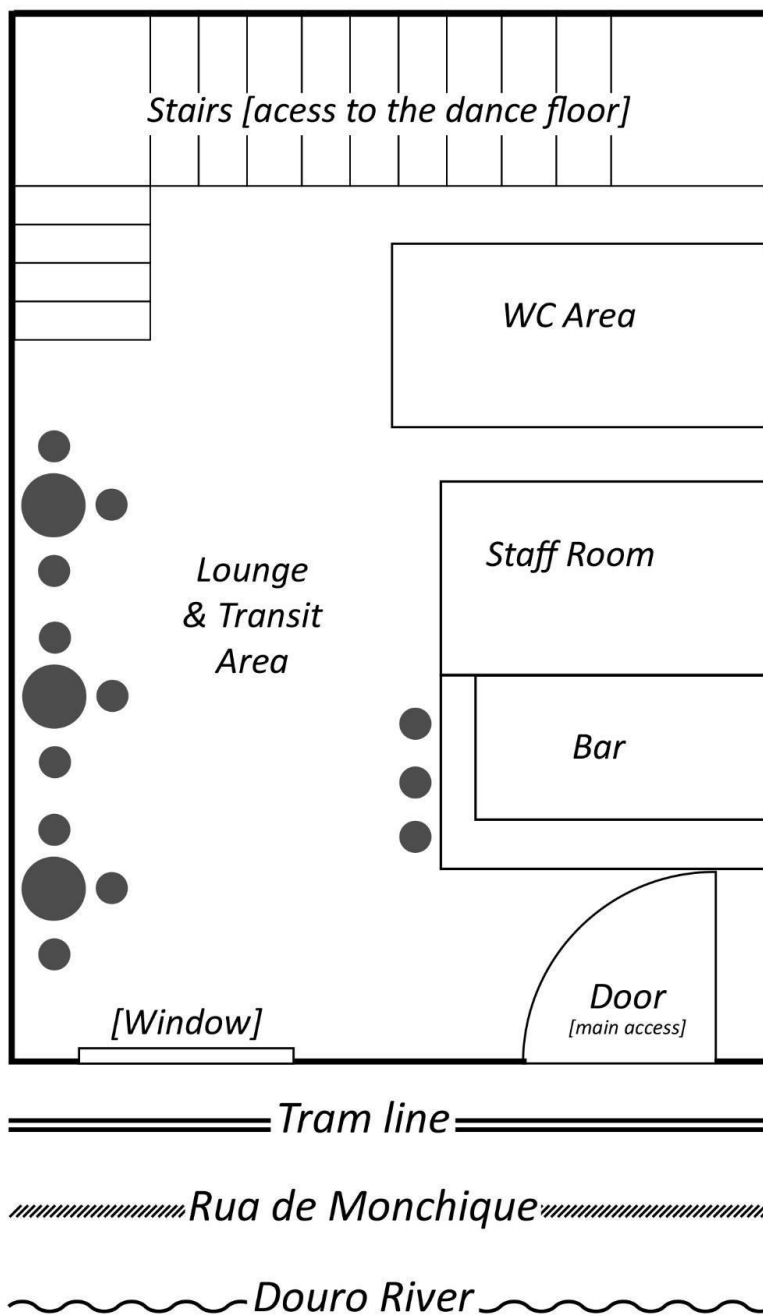 Stairs [acess to the dance floor]
WC Area
Staff Room
Lounge
& Transit
Area
Bar
Door
[main access]
[Window]
Tram line
Rua de Monchique
Douro River